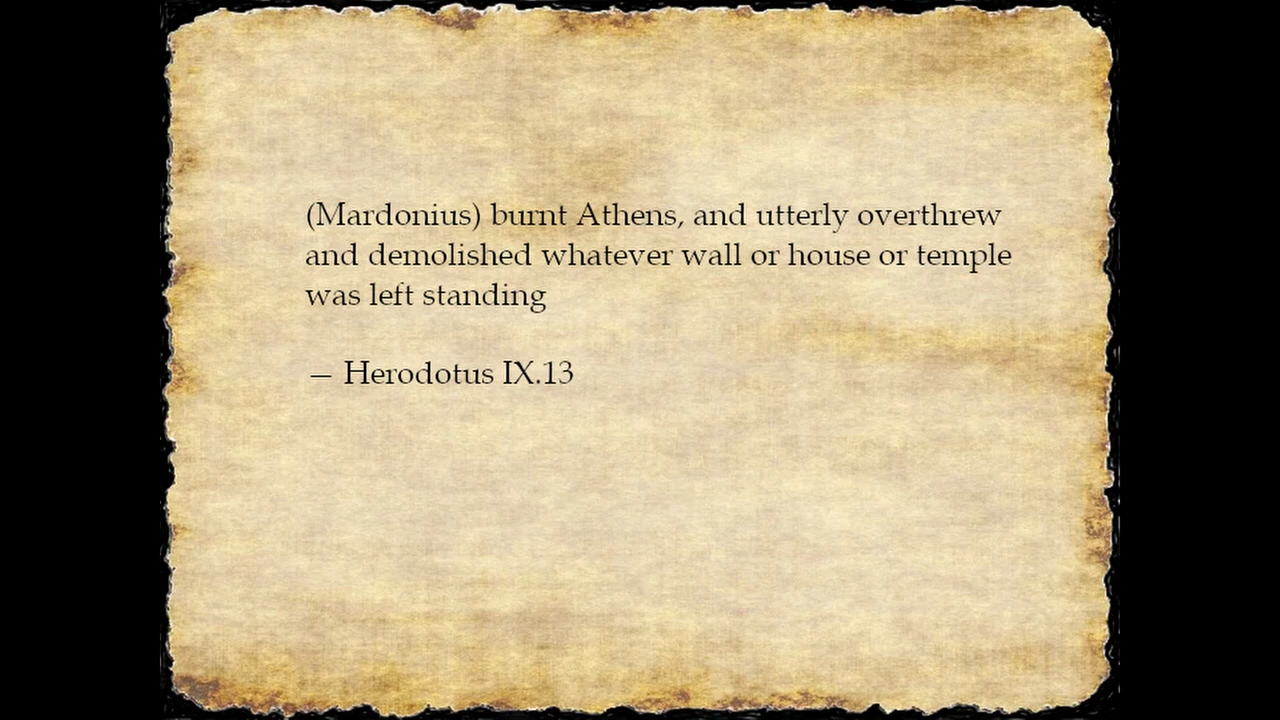 (Mardonius) burnt Athens, and utterly overthrew
and demolished whatever wall or house or temple
was left standing
— Herodotus IX.13